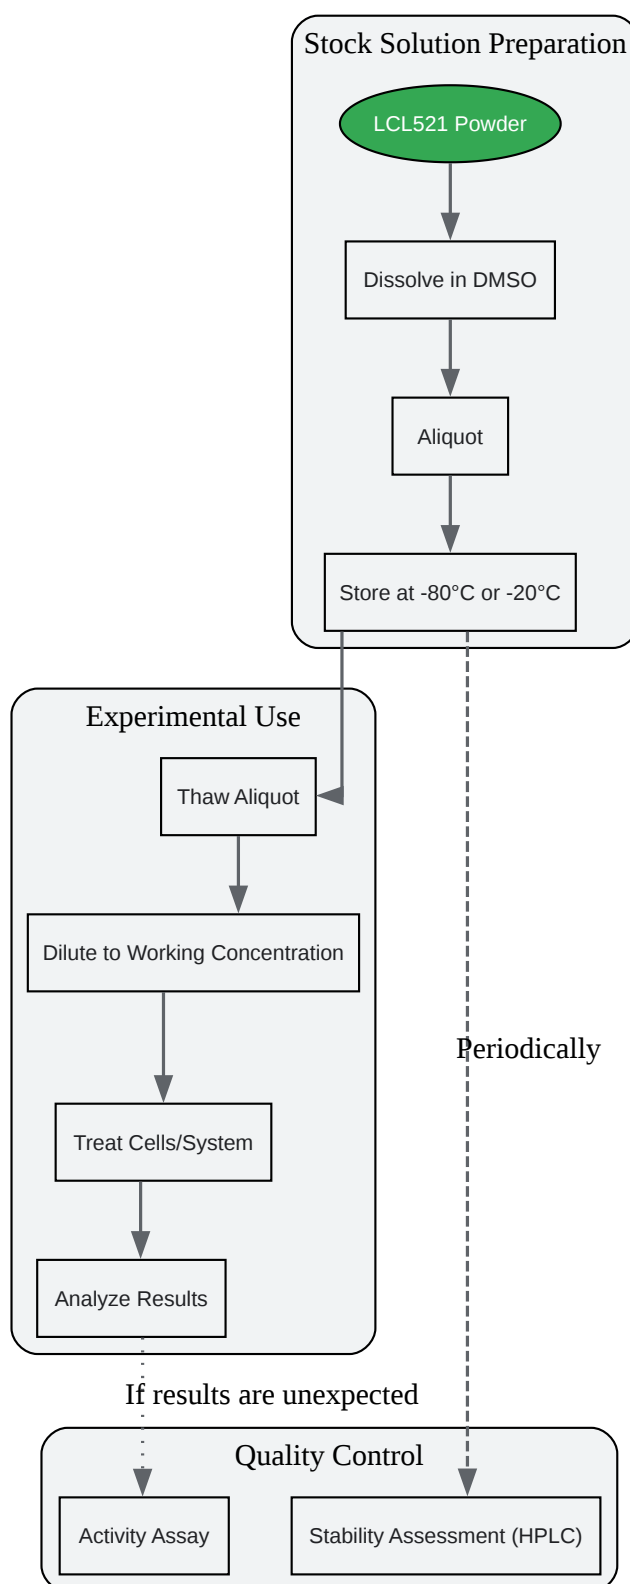 Stock Solution Preparation
LCL521 Powder
Dissolve in DMSO
Aliquot
Store at -80°C or -20°C
Experimental Use
Thaw Aliquot
Dilute to Working Concentration
Periodically
Treat Cells/System
Analyze Results
If results are unexpected
Quality Control
Activity Assay
Stability Assessment (HPLC)